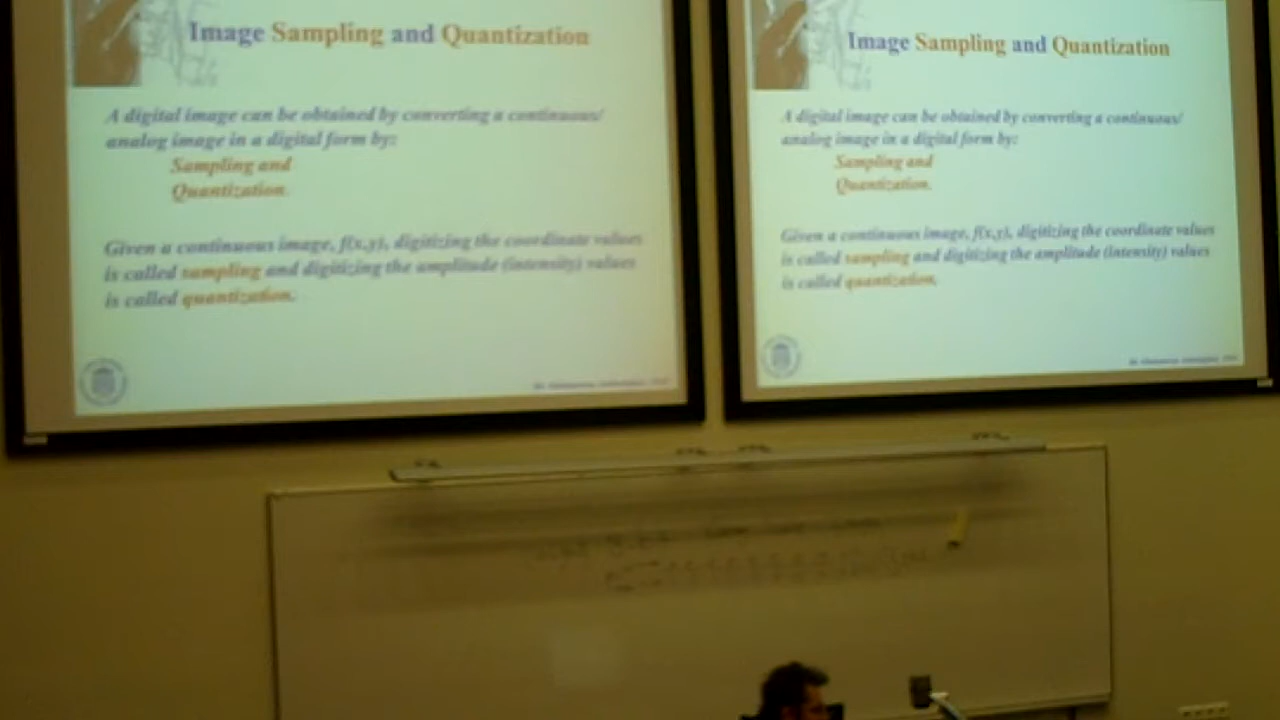 Image Sampling and Quantization
A digital image can be obtained by converting a continuous/
analog image in a digital form by:
Sampling and
Quantization.
Given a continuous image, f(x,y), digitizing the coordinate values
is called sampling and digitizing the amplitude (intensity) values
is called quantization.
Image Sampling and Quantization
A digital image can be obtained by converting a continuous/
analog image in a digital form by:
Sampling and
Quantization.
Given a continuous image, f(x,y), digitizing the coordinate values
is called sampling and digitizing the amplitude (intensity) values
is called quantization.